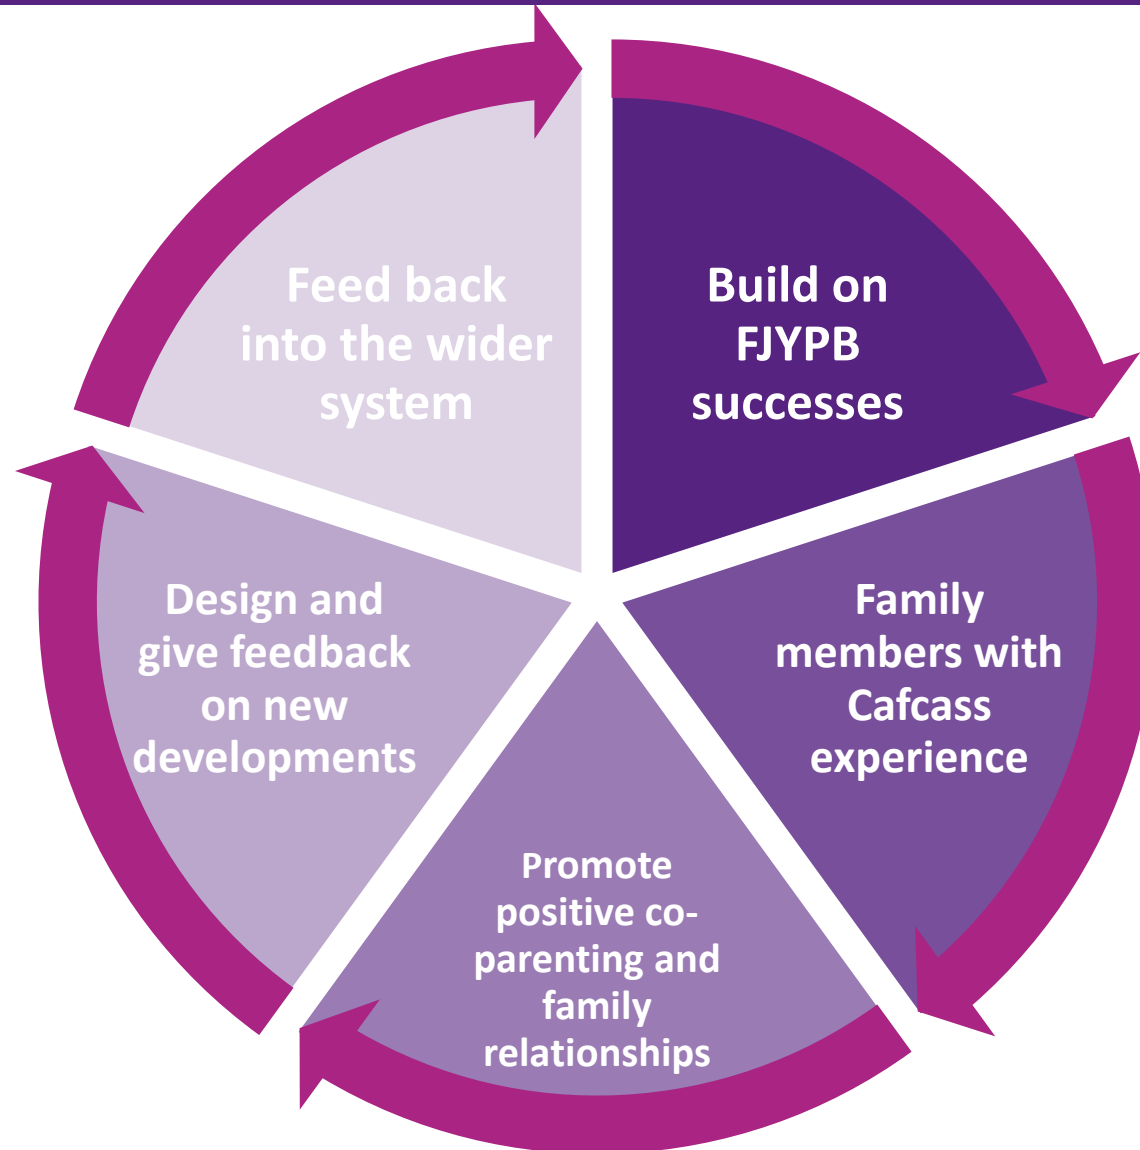 Build on
FJYPB
successes
Family
members with
Cafcass
experience
Promote
positive co-
parenting and
family
relationships
Design and
give feedback
on new
developments
Feed back
into the wider
system